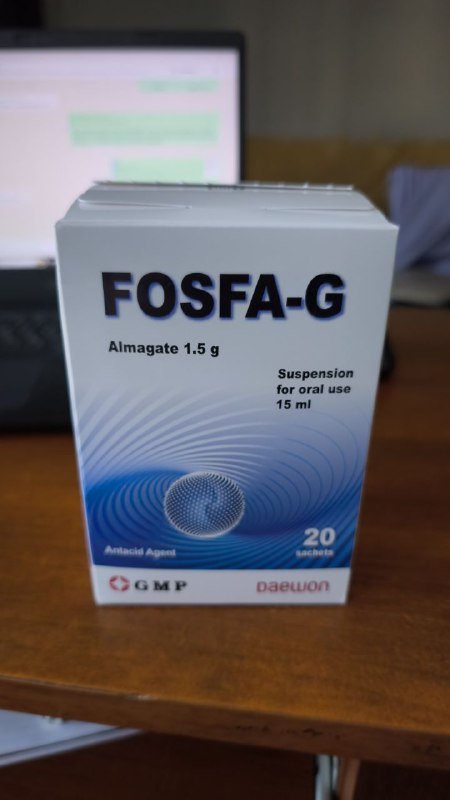 FOSFA-G
Almagate 1.5 g
Suspension
for oral use
15 ml
20
sachets
Antacid Agent
GMP
Daewon